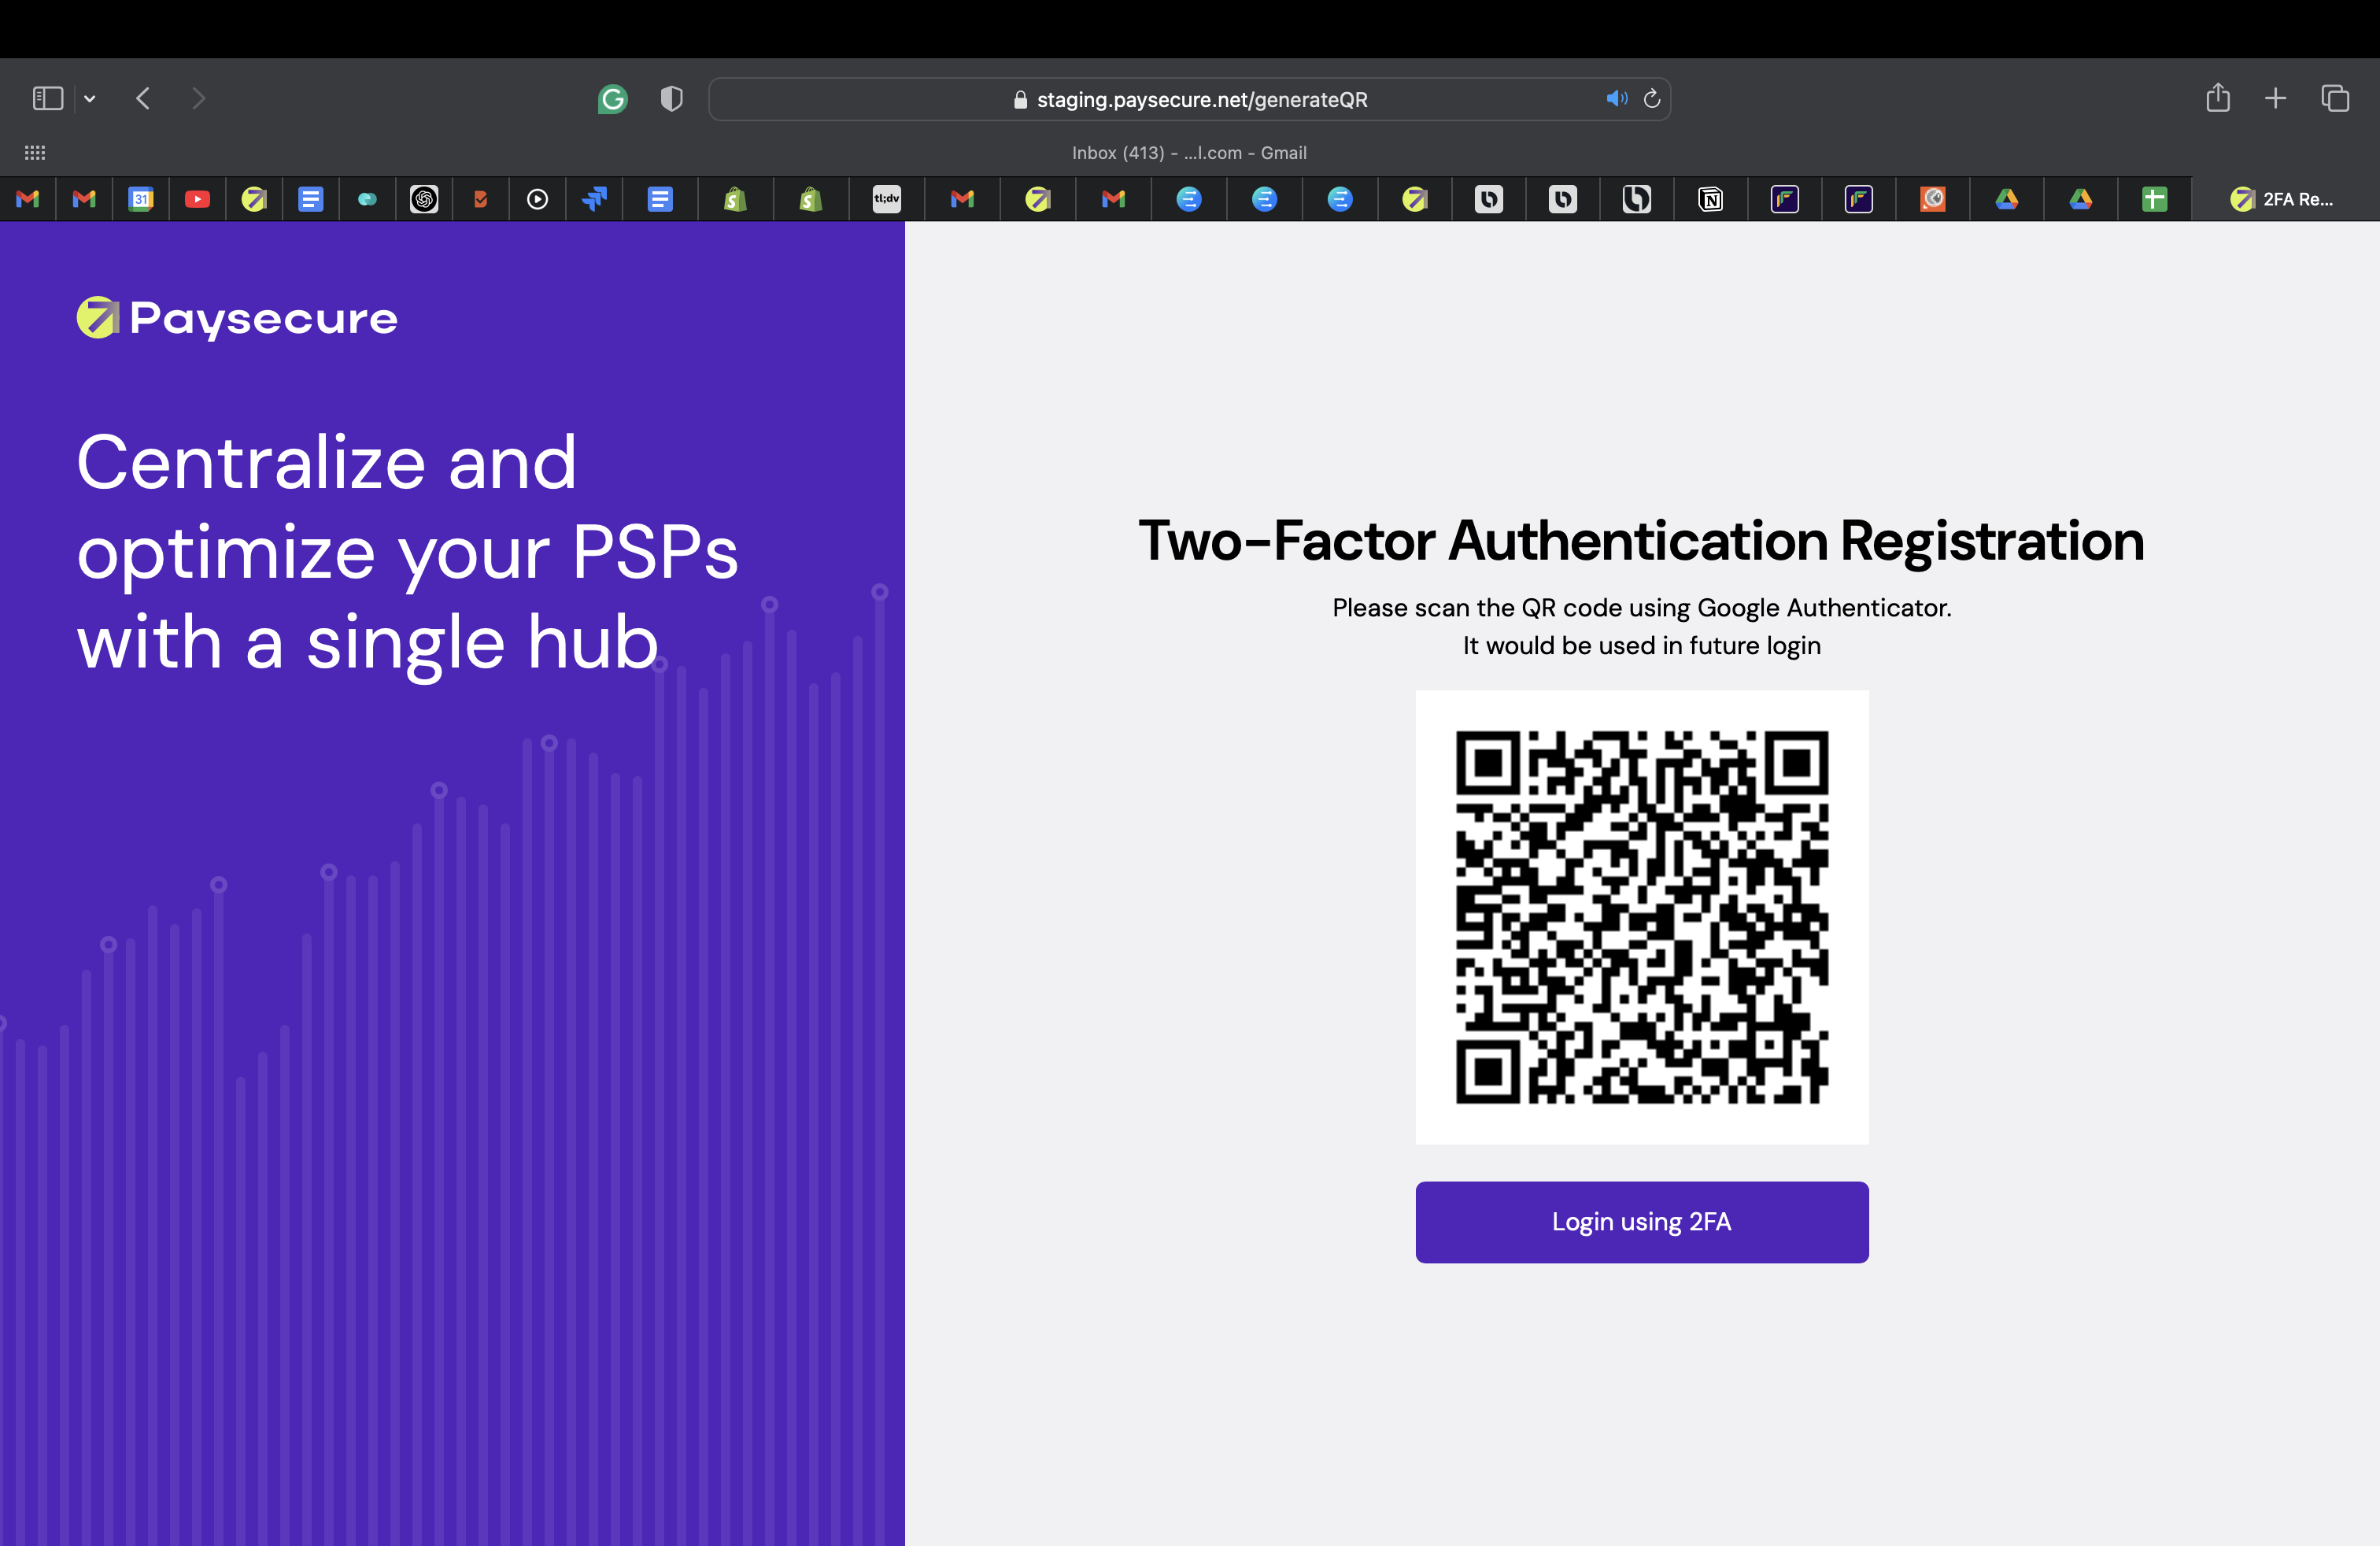 staging.paysecure.net/generateQR
Inbox (413) - ...l.com - Gmail
31
tl;dv
2FA Re...
Paysecure
Centralize and
optimize your PSPs
with a single hub
Two-Factor Authentication Registration
Please scan the QR code using Google Authenticator.
It would be used in future login
Login using 2FA